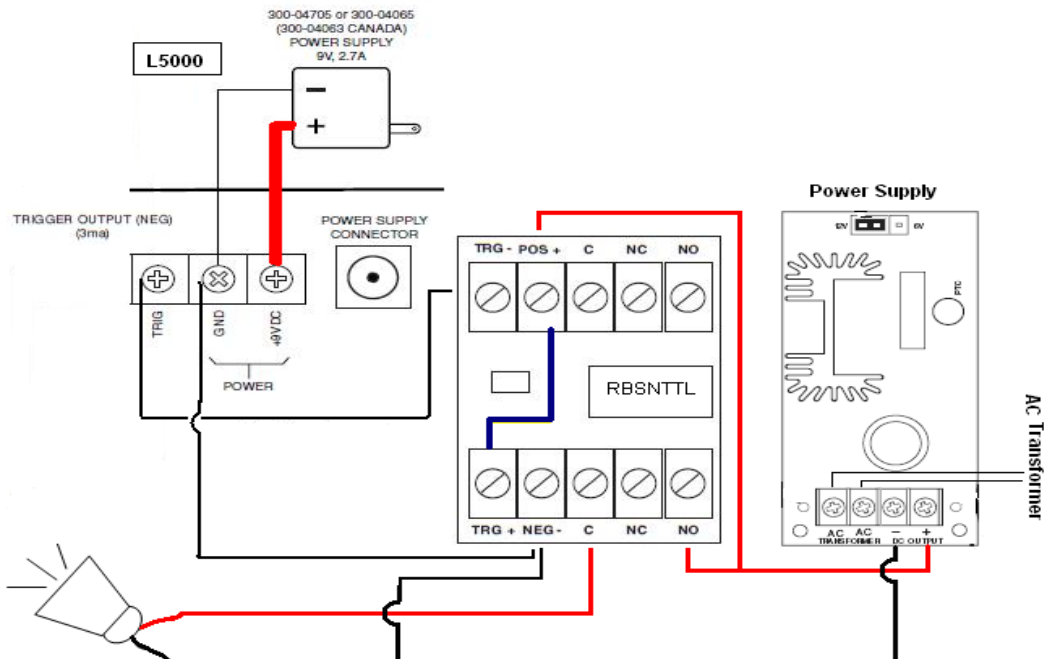 300-04705 or 300-04065
(300-04063 CANADA)
POWER SUPPLY
9V, 2.7A
L5000
−
+
Power Supply
12V 6V
TRIGGER OUTPUT (NEG)
(3ma)
POWER SUPPLY
CONNECTOR
TRG - POS + C NC NO
PTC
TRIG
GND
+9VDC
POWER
RBSNTTL
AC Transformer
TRG + NEG - C NC NO
AC AC − +
TRANSFORMER DC OUTPUT